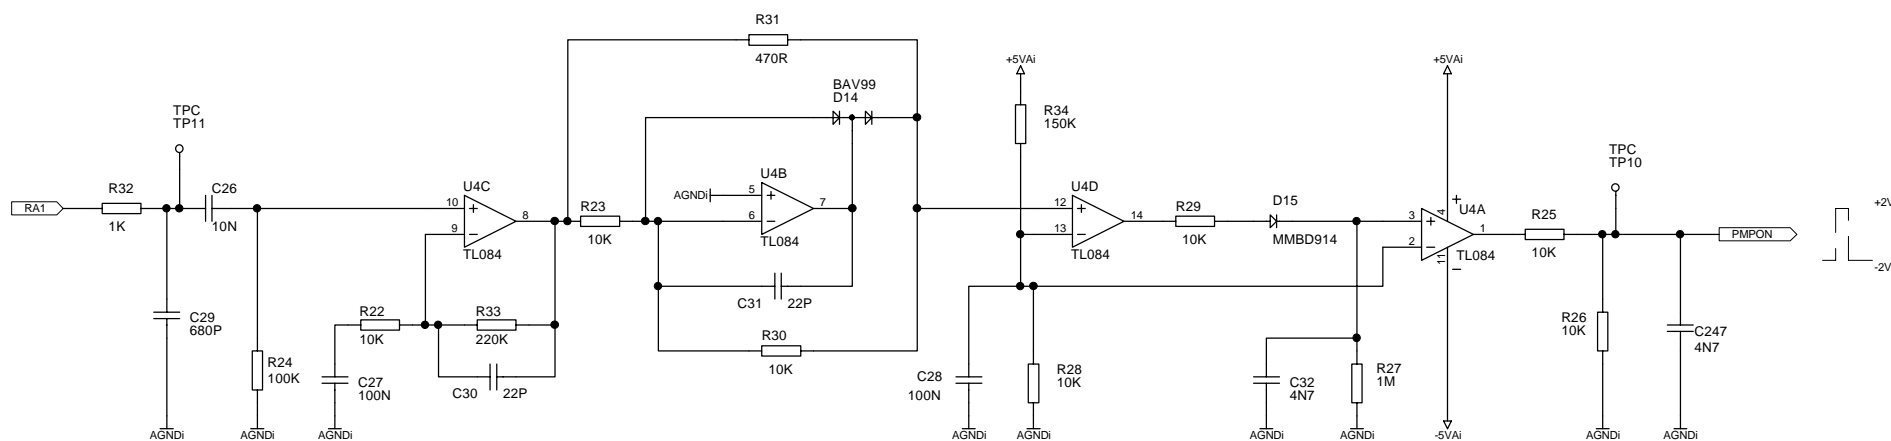 R31
470R
BAV99
D14
+5VAi
+5VAi
R34
150K
TPC
TP11
TPC
TP10
R32
1K
C26
10N
RA1
U4C
10
9
8
TL084
R23
10K
AGNDi
U4B
5
6
7
TL084
U4D
12
13
14
TL084
R29
10K
D15
MMBD914
3
2
4
11
1
U4A
TL084
R25
10K
PMPON
+2V
-2V
C31
22P
C29
680P
R22
10K
R33
220K
R30
10K
R24
100K
C27
100N
C30
22P
C28
100N
R28
10K
C32
4N7
R27
1M
R26
10K
C247
4N7
AGNDi
AGNDi
AGNDi
AGNDi
AGNDi
AGNDi
AGNDi
-5VAi
AGNDi
AGNDi